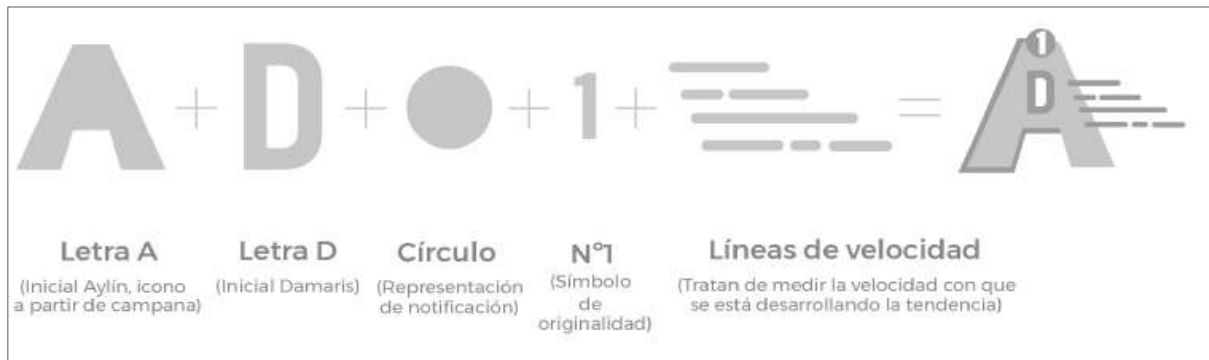 A + D + + 1 + = 1
D
A
Letra A
(Inicial Aylín, icono
a partir de campana)
Letra D
(Inicial Damaris)
Círculo
(Representación
de notificación)
Nº1
(Símbolo
de
originalidad)
Líneas de velocidad
(Tratan de medir la velocidad con que
se está desarrollando la tendencia)